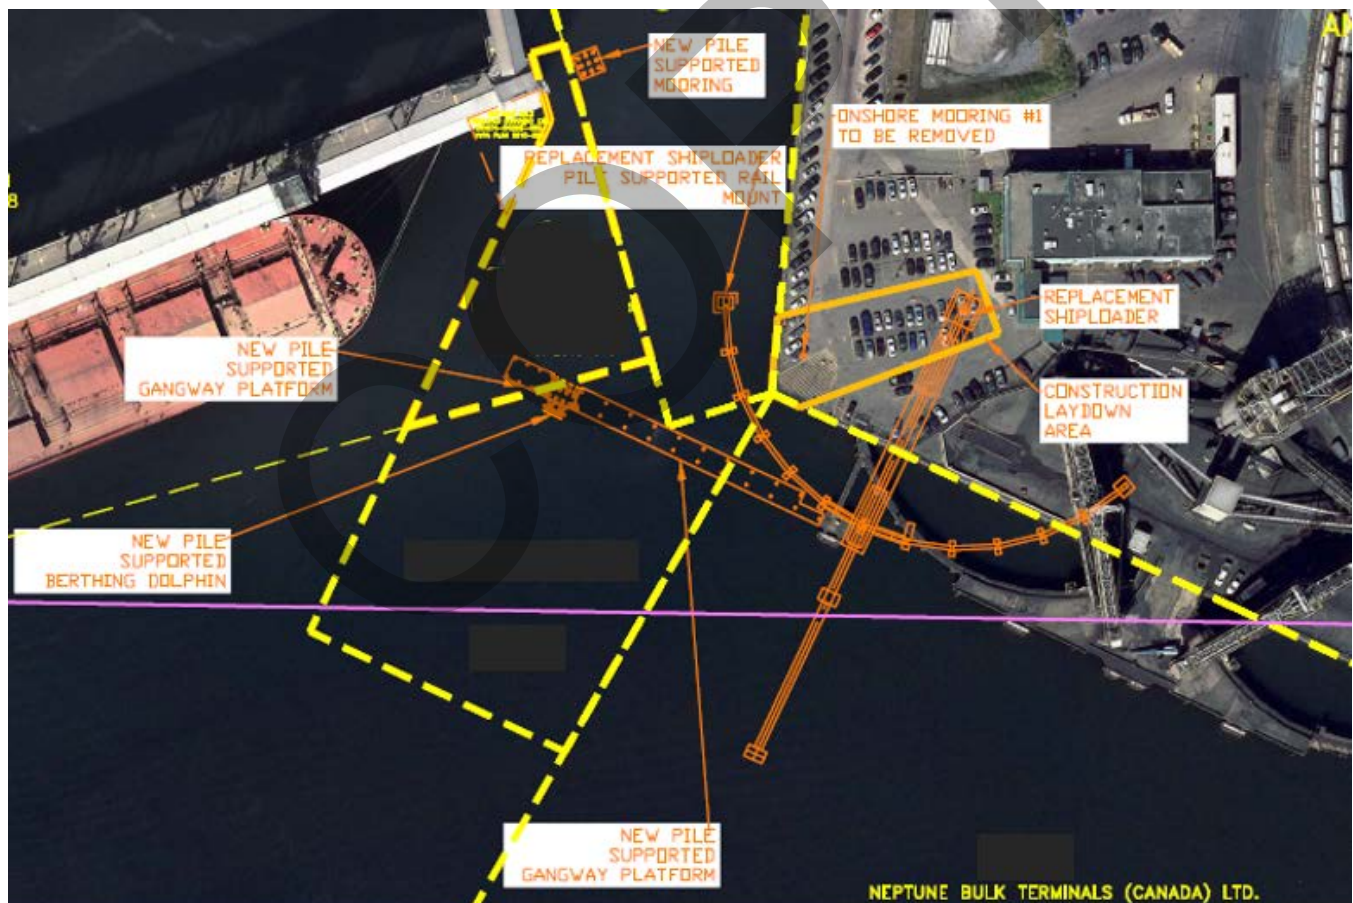 NEW PILE
SUPPORTED
MOORING
ONSHORE MOORING #1
TO BE REMOVED
REPLACEMENT SHIPLOADER
PILE SUPPORTED RAIL
MOUNT
8
REPLACEMENT
SHIPLOADER
NEW PILE
SUPPORTED
GANGWAY PLATFORM
CONSTRUCTION
LAYDOWN
AREA
NEW PILE
SUPPORTED
BERTHING DOLPHIN
NEW PILE
SUPPORTED
GANGWAY PLATFORM
NEPTUNE BULK TERMINALS (CANADA) LTD.
COP